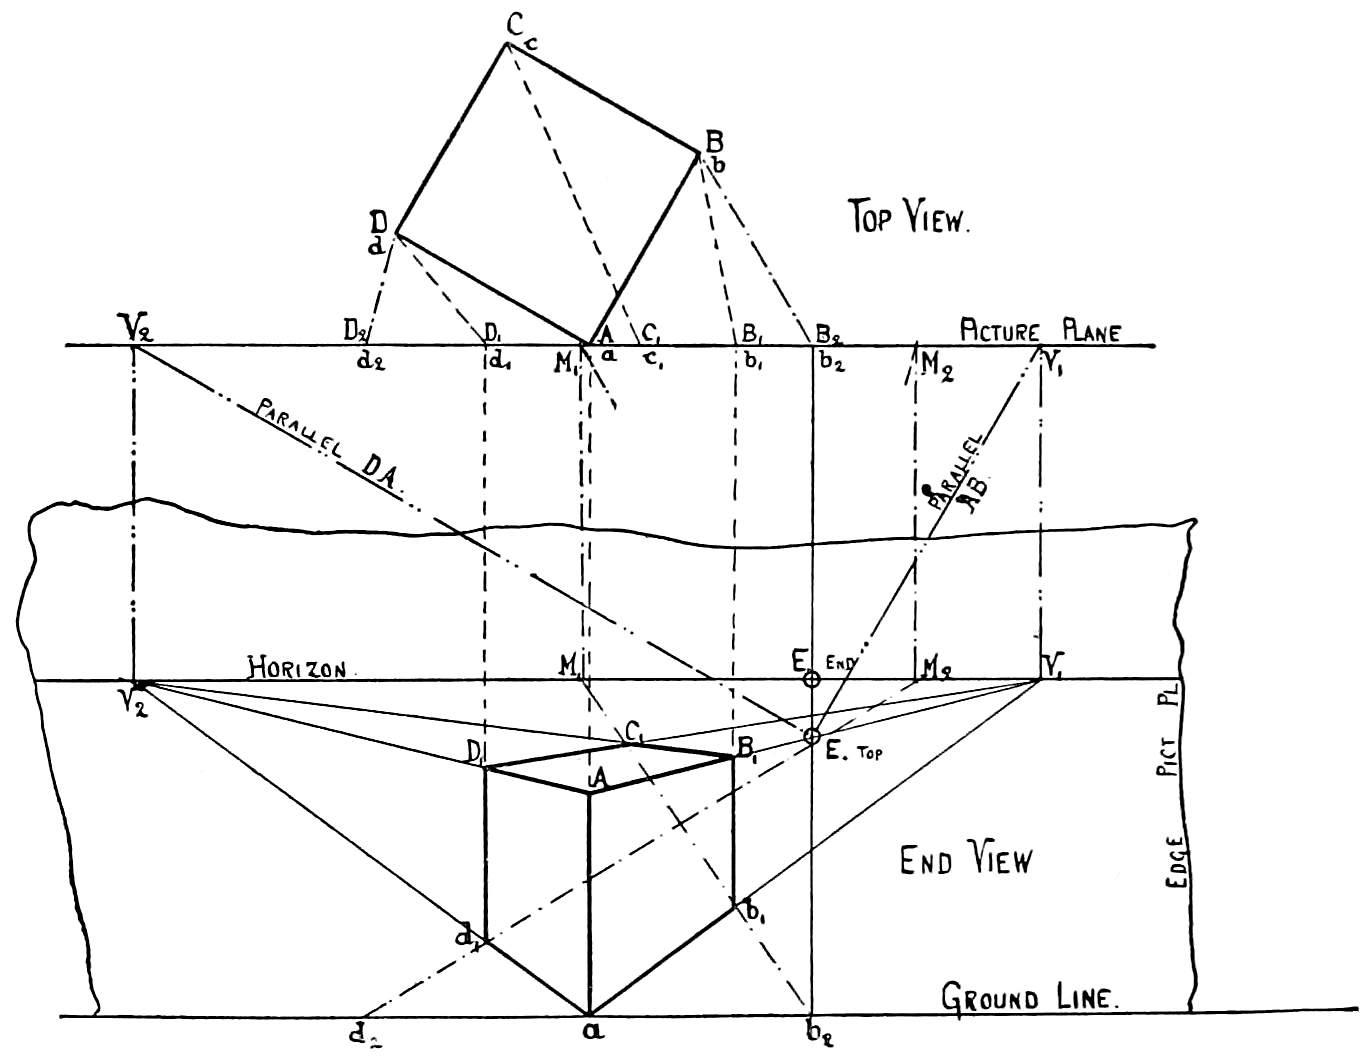 C
c
B
b
D
d
TOP VIEW.
V2 D2 D1 A C1 B1 B2 PICTURE PLANE
d2 d1 M1 a c1 b1 b2 M2 V1
PARALLEL DA
PARALLEL
AB
HORIZON M1 E END M2 V1
V2
EDGE PICT PL
D1 C1 B1 E. TOP
A
END VIEW
b1
d1
GROUND LINE.
d2 a b2